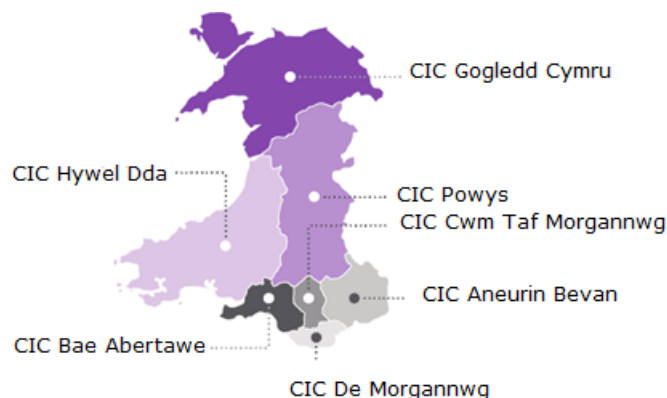 CIC Gogledd Cymru
CIC Hywel Dda
CIC Powys
CIC Cwm Taf Morgannwg
CIC Aneurin Bevan
CIC Bae Abertawe
CIC De Morgannwg